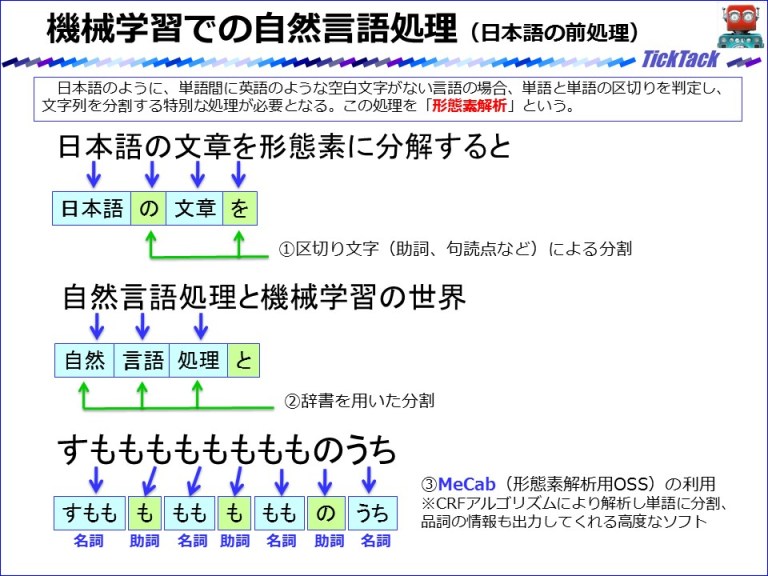 機械学習での自然言語処理（日本語の前処理）
TickTack
日本語のように、単語間に英語のような空白文字がない言語の場合、単語と単語の区切りを判定し、
文字列を分割する特別な処理が必要となる。この処理を「形態素解析」という。
日本語の文章を形態素に分解すると
日本語 の 文章 を
①区切り文字（助詞、句読点など）による分割
自然言語処理と機械学習の世界
自然 言語 処理 と
②辞書を用いた分割
すもももももももものうち
すもも も もも も もも の うち
名詞 助詞 名詞 助詞 名詞 助詞 名詞
③MeCab（形態素解析用OSS）の利用
※CRFアルゴリズムにより解析し単語に分割、
品詞の情報も出力してくれる高度なソフト